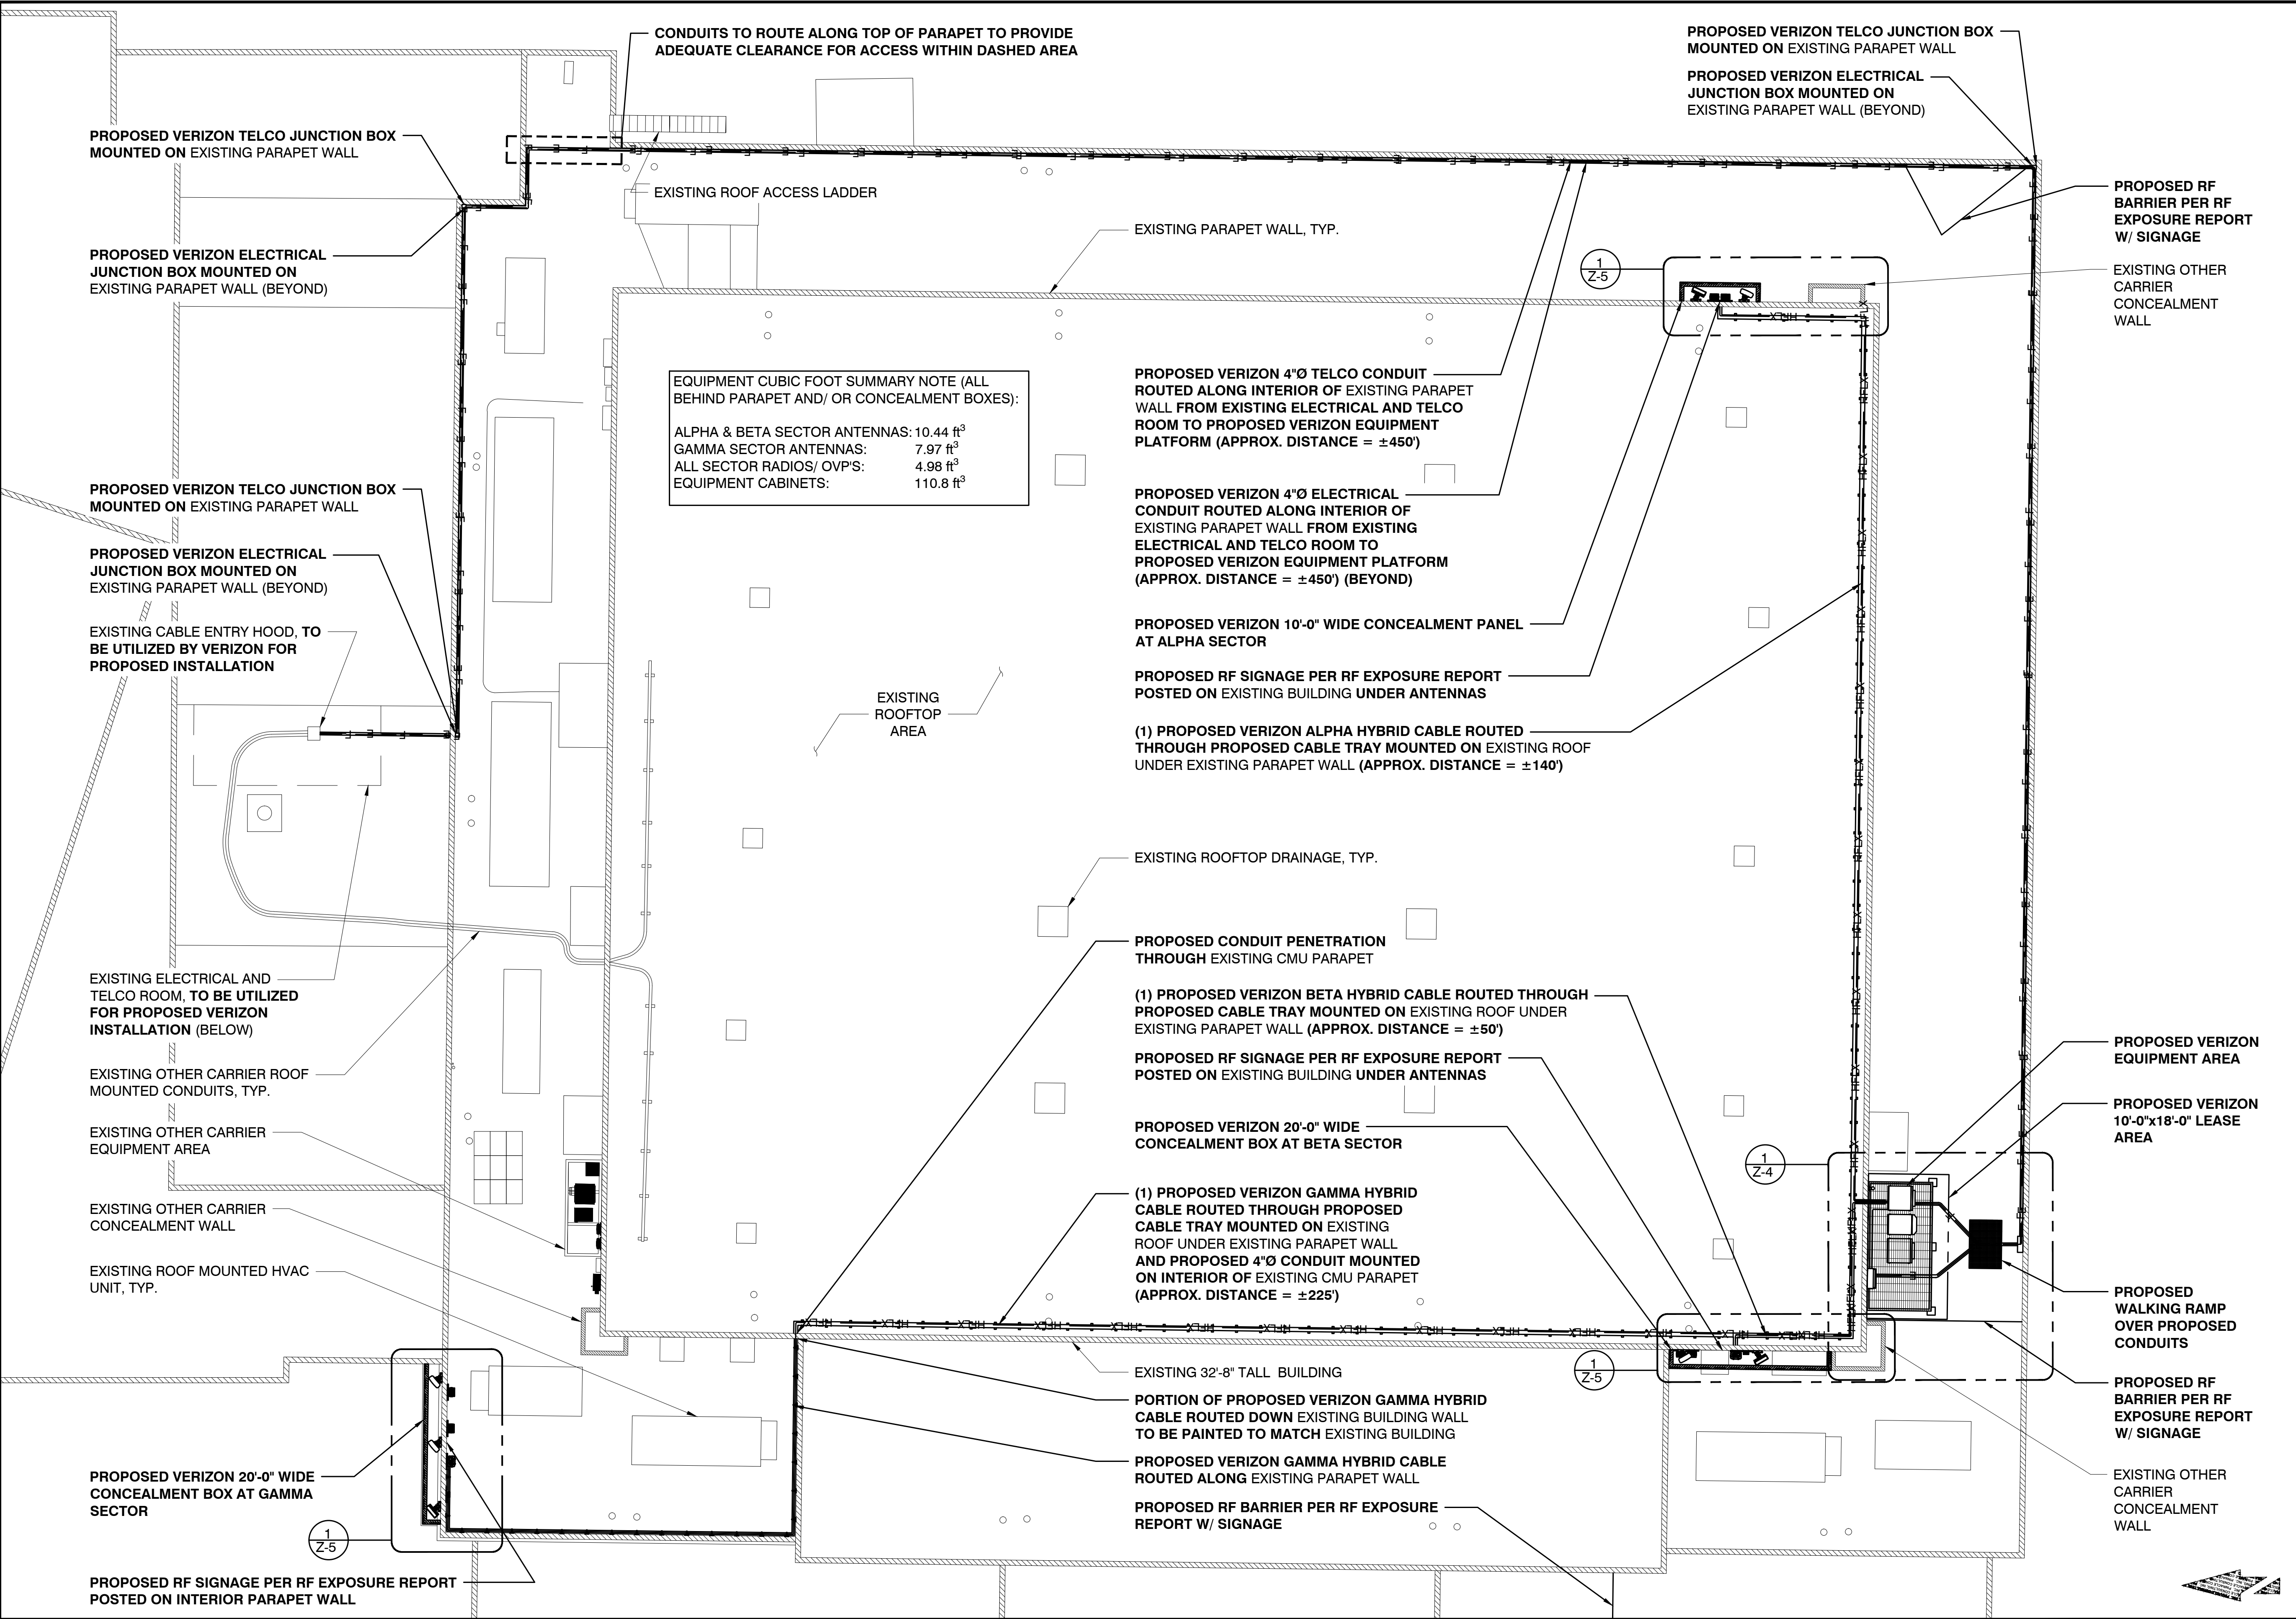 CONDUITS TO ROUTE ALONG TOP OF PARAPET TO PROVIDE
ADEQUATE CLEARANCE FOR ACCESS WITHIN DASHED AREA
PROPOSED VERIZON TELCO JUNCTION BOX
MOUNTED ON EXISTING PARAPET WALL
PROPOSED VERIZON ELECTRICAL
JUNCTION BOX MOUNTED ON
EXISTING PARAPET WALL (BEYOND)
PROPOSED VERIZON TELCO JUNCTION BOX
MOUNTED ON EXISTING PARAPET WALL
PROPOSED VERIZON ELECTRICAL
JUNCTION BOX MOUNTED ON
EXISTING PARAPET WALL (BEYOND)
PROPOSED VERIZON TELCO JUNCTION BOX
MOUNTED ON EXISTING PARAPET WALL
PROPOSED VERIZON ELECTRICAL
JUNCTION BOX MOUNTED ON
EXISTING PARAPET WALL (BEYOND)
EXISTING CABLE ENTRY HOOD, TO
BE UTILIZED BY VERIZON FOR
PROPOSED INSTALLATION
EXISTING ELECTRICAL AND
TELCO ROOM, TO BE UTILIZED
FOR PROPOSED VERIZON
INSTALLATION (BELOW)
EXISTING OTHER CARRIER ROOF
MOUNTED CONDUITS, TYP.
EXISTING OTHER CARRIER
EQUIPMENT AREA
EXISTING OTHER CARRIER
CONCEALMENT WALL
EXISTING ROOF MOUNTED HVAC
UNIT, TYP.
PROPOSED VERIZON 20'-0" WIDE
CONCEALMENT BOX AT GAMMA
SECTOR
1
Z-5
PROPOSED RF SIGNAGE PER RF EXPOSURE REPORT
POSTED ON INTERIOR PARAPET WALL
EXISTING ROOF ACCESS LADDER
EQUIPMENT CUBIC FOOT SUMMARY NOTE (ALL
BEHIND PARAPET AND/ OR CONCEALMENT BOXES):
ALPHA & BETA SECTOR ANTENNAS: 10.44 ft³
GAMMA SECTOR ANTENNAS: 7.97 ft³
ALL SECTOR RADIOS/ OVP'S: 4.98 ft³
EQUIPMENT CABINETS: 110.8 ft³
EXISTING
ROOFTOP
AREA
EXISTING PARAPET WALL, TYP.
1
Z-5
PROPOSED VERIZON 4"Ø TELCO CONDUIT
ROUTED ALONG INTERIOR OF EXISTING PARAPET
WALL FROM EXISTING ELECTRICAL AND TELCO
ROOM TO PROPOSED VERIZON EQUIPMENT
PLATFORM (APPROX. DISTANCE = ±450')
PROPOSED VERIZON 4"Ø ELECTRICAL
CONDUIT ROUTED ALONG INTERIOR OF
EXISTING PARAPET WALL FROM EXISTING
ELECTRICAL AND TELCO ROOM TO
PROPOSED VERIZON EQUIPMENT PLATFORM
(APPROX. DISTANCE = ±450') (BEYOND)
PROPOSED VERIZON 10'-0" WIDE CONCEALMENT PANEL
AT ALPHA SECTOR
PROPOSED RF SIGNAGE PER RF EXPOSURE REPORT
POSTED ON EXISTING BUILDING UNDER ANTENNAS
(1) PROPOSED VERIZON ALPHA HYBRID CABLE ROUTED
THROUGH PROPOSED CABLE TRAY MOUNTED ON EXISTING ROOF
UNDER EXISTING PARAPET WALL (APPROX. DISTANCE = ±140')
EXISTING ROOFTOP DRAINAGE, TYP.
PROPOSED CONDUIT PENETRATION
THROUGH EXISTING CMU PARAPET
(1) PROPOSED VERIZON BETA HYBRID CABLE ROUTED THROUGH
PROPOSED CABLE TRAY MOUNTED ON EXISTING ROOF UNDER
EXISTING PARAPET WALL (APPROX. DISTANCE = ±50')
PROPOSED RF SIGNAGE PER RF EXPOSURE REPORT
POSTED ON EXISTING BUILDING UNDER ANTENNAS
PROPOSED VERIZON 20'-0" WIDE
CONCEALMENT BOX AT BETA SECTOR
1
Z-4
(1) PROPOSED VERIZON GAMMA HYBRID
CABLE ROUTED THROUGH PROPOSED
CABLE TRAY MOUNTED ON EXISTING
ROOF UNDER EXISTING PARAPET WALL
AND PROPOSED 4"Ø CONDUIT MOUNTED
ON INTERIOR OF EXISTING CMU PARAPET
(APPROX. DISTANCE = ±225')
EXISTING 32'-8" TALL BUILDING
1
Z-5
PORTION OF PROPOSED VERIZON GAMMA HYBRID
CABLE ROUTED DOWN EXISTING BUILDING WALL
TO BE PAINTED TO MATCH EXISTING BUILDING
PROPOSED VERIZON GAMMA HYBRID CABLE
ROUTED ALONG EXISTING PARAPET WALL
PROPOSED RF BARRIER PER RF EXPOSURE
REPORT W/ SIGNAGE
PROPOSED RF
BARRIER PER RF
EXPOSURE REPORT
W/ SIGNAGE
EXISTING OTHER
CARRIER
CONCEALMENT
WALL
PROPOSED VERIZON
EQUIPMENT AREA
PROPOSED VERIZON
10'-0"x18'-0" LEASE
AREA
PROPOSED
WALKING RAMP
OVER PROPOSED
CONDUITS
PROPOSED RF
BARRIER PER RF
EXPOSURE REPORT
W/ SIGNAGE
EXISTING OTHER
CARRIER
CONCEALMENT
WALL